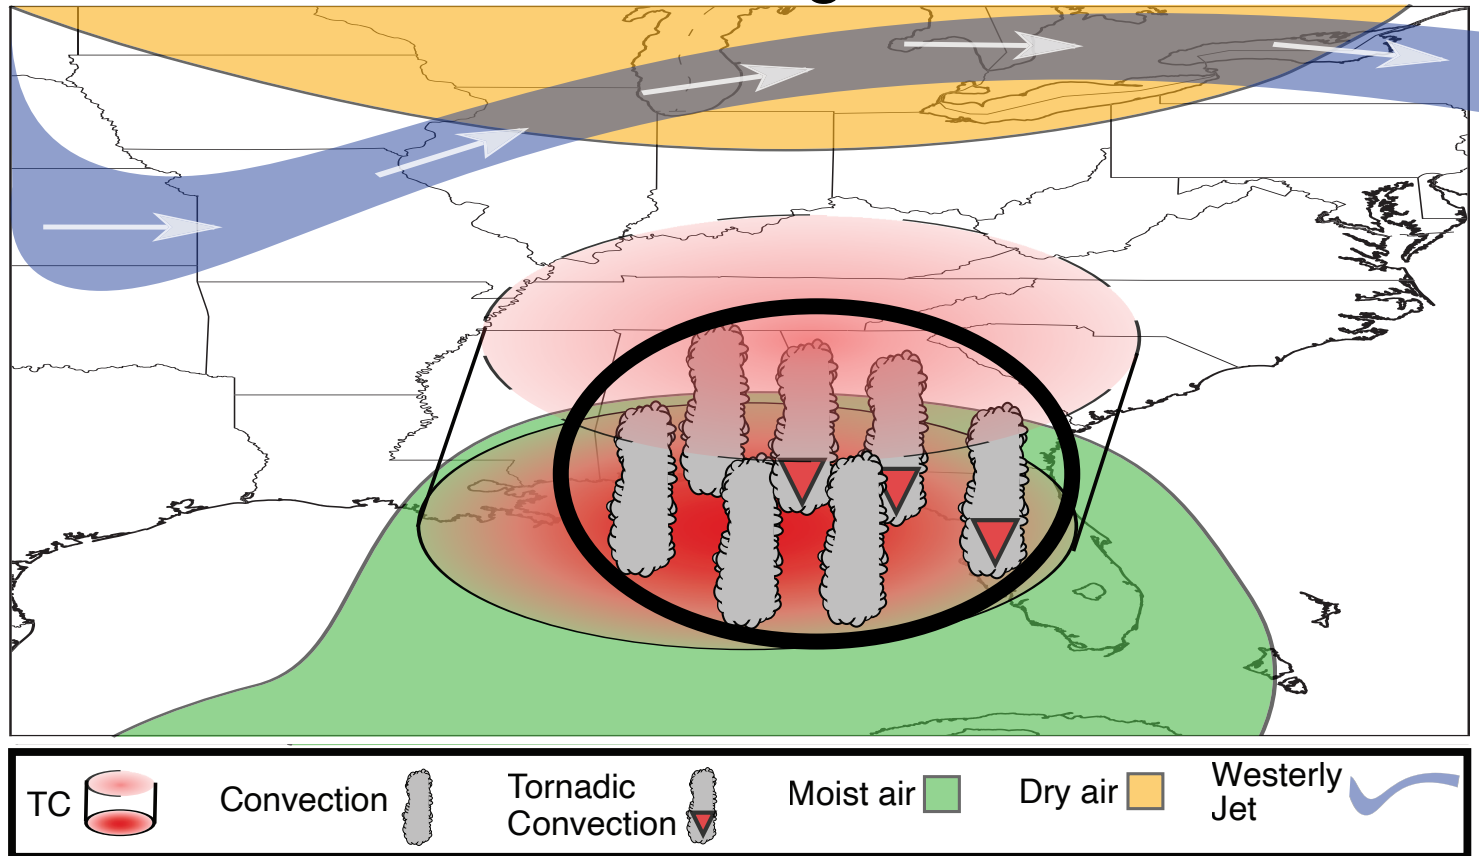 TC
Convection
Tornadic
Convection
Moist air
Dry air
Westerly
Jet